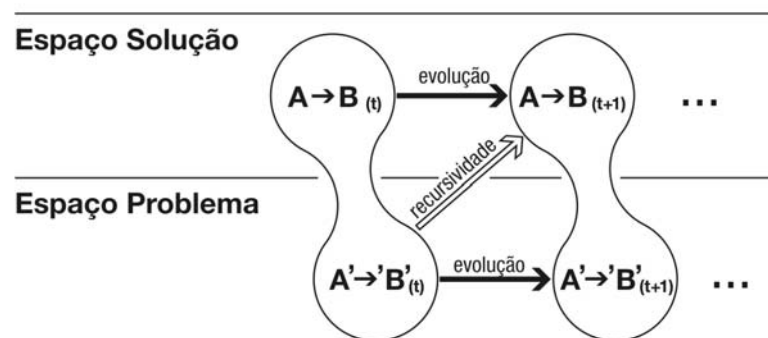 Espaço Solução
evolução
A→B (t)
A→B (t+1)
...
recursividade
Espaço Problema
evolução
A'→'B'(t)
A'→'B'(t+1)
...